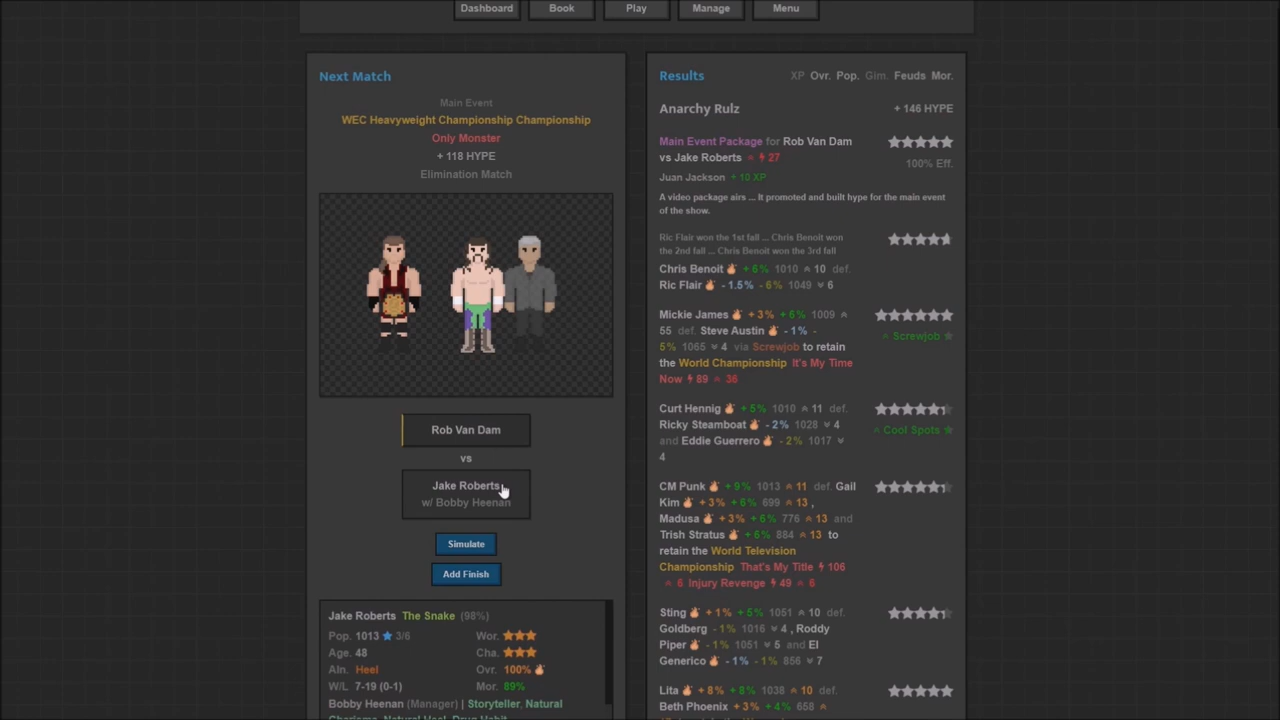 Dashboard Book Play Manage Menu
Next Match
Main Event
WEC Heavyweight Championship Championship
Only Monster
+ 118 HYPE
Elimination Match
Rob Van Dam
vs
Jake Roberts
w/ Bobby Heenan
Simulate
Add Finish
Jake Roberts The Snake (98%)
Pop. 1013 3/6 Wor.
Age. 48 Cha.
Aln. Heel Ovr. 100%
W/L 7-19 (0-1) Mor. 89%
Bobby Heenan (Manager) | Storyteller, Natural
Charisma, Natural Heel, Drug Habit
Results XP Ovr. Pop. Gim. Feuds Mor.
Anarchy Rulz + 146 HYPE
Main Event Package for Rob Van Dam
vs Jake Roberts 27
100% Eff.
Juan Jackson + 10 XP
A video package airs ... It promoted and built hype for the main event
of the show.
Ric Flair won the 1st fall ... Chris Benoit won
the 2nd fall ... Chris Benoit won the 3rd fall
Chris Benoit + 6% 1010 10 def.
Ric Flair - 1.5% - 6% 1049 6
Mickie James + 3% + 6% 1009
55 def. Steve Austin - 1% -
Screwjob
5% 1065 4 via Screwjob to retain
the World Championship It's My Time
Now 89 36
Curt Hennig + 5% 1010 11 def.
Ricky Steamboat - 2% 1028 4
Cool Spots
and Eddie Guerrero - 2% 1017
4
CM Punk + 9% 1013 11 def. Gail
Kim + 3% + 6% 699 13 ,
Madusa + 3% + 6% 776 13 and
Trish Stratus + 6% 884 13 to
retain the World Television
Championship That's My Title 106
6 Injury Revenge 49 6
Sting + 1% + 5% 1051 10 def.
Goldberg - 1% 1016 4 , Roddy
Piper - 1% 1051 5 and El
Generico - 1% - 1% 856 7
Lita + 8% + 8% 1038 10 def.
Beth Phoenix + 3% + 4% 658